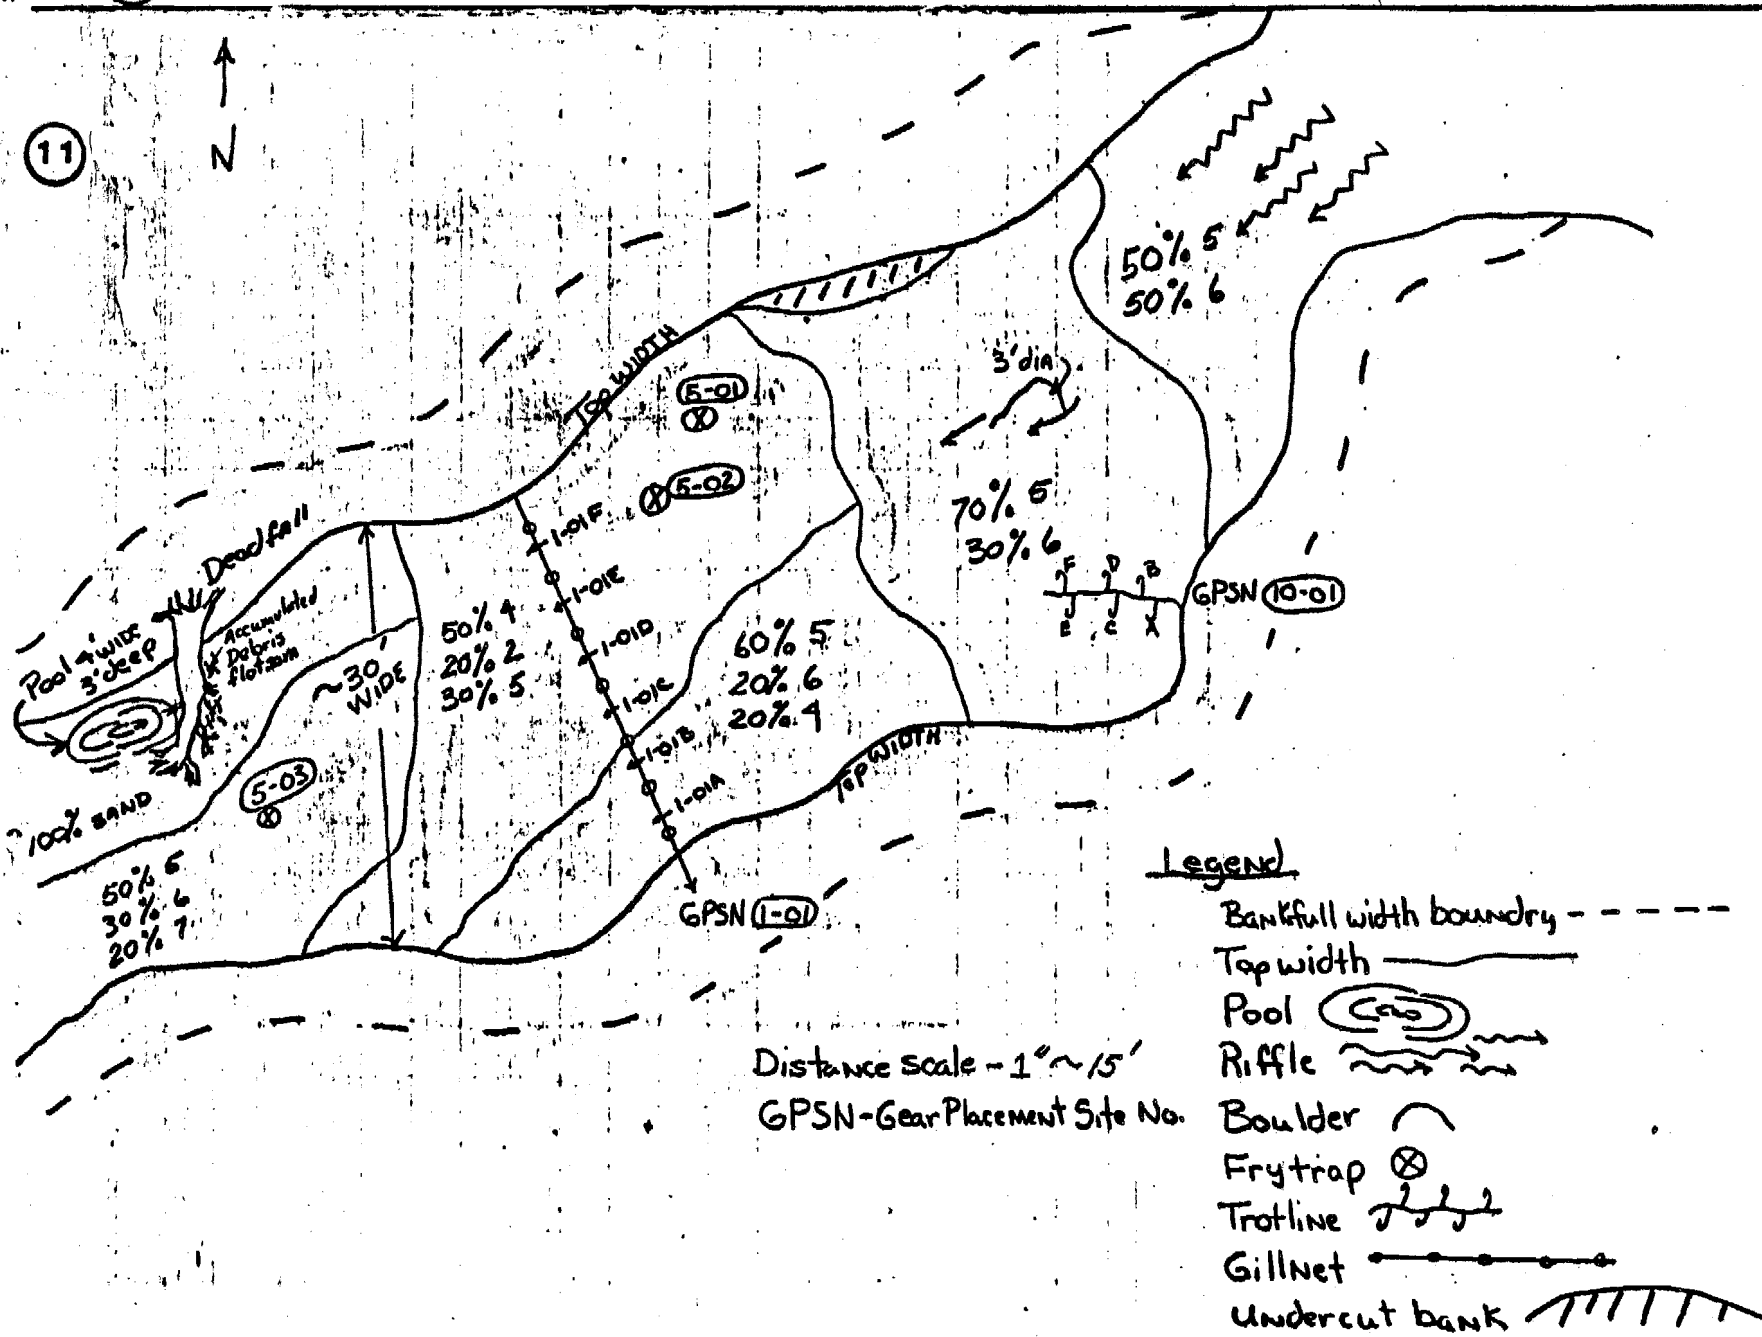 11
N
50% 5
50% 6
TOP WIDTH
3' dia
5-01
5-02
70% 5
30% 6
F D B
E C
GPSN 10-01
Deadfall
Accumulated
Debris
flotsam
Pool 4' WIDE
3' deep
~30'
WIDE
50% 4
20% 2
30% 5
1-01F
1-01E
1-01D
1-01C
1-01B
1-01A
60% 5
20% 6
20% 4
TOP WIDTH
5-03
100% SAND
50% 5
30% 6
20% 7
GPSN 1-01
Legend
Bankfull width boundry
Top width
Pool
Riffle
Boulder
Frytrap
Trotline
GillNet
Undercut bank
Distance scale - 1" ~ 15'
GPSN-Gear Placement Site No.